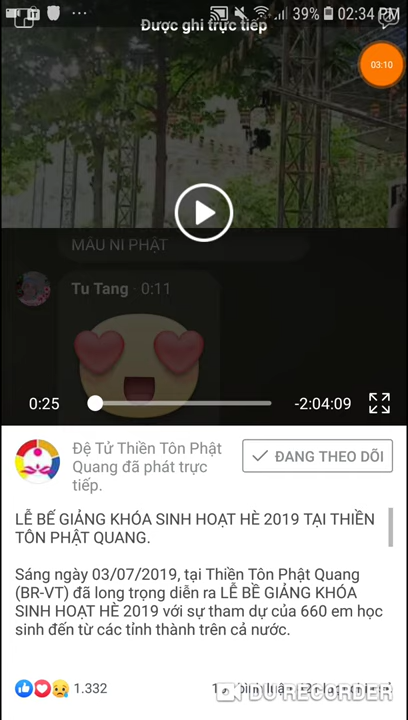 39% 02:34 PM
Được ghi trực tiếp
03:10
MÂU NI PHẬT
Tu Tang · 0:11
0:25
-2:04:09
Đệ Tử Thiền Tôn Phật
Quang đã phát trực
tiếp.
ĐANG THEO DÕI
LỄ BẾ GIẢNG KHÓA SINH HOẠT HÈ 2019 TẠI THIỀN
TÔN PHẬT QUANG.
Sáng ngày 03/07/2019, tại Thiền Tôn Phật Quang
(BR-VT) đã long trọng diễn ra LỄ BỀ GIẢNG KHÓA
SINH HOẠT HÈ 2019 với sự tham dự của 660 em học
sinh đến từ các tỉnh thành trên cả nước.
1.332
DU RECORDER